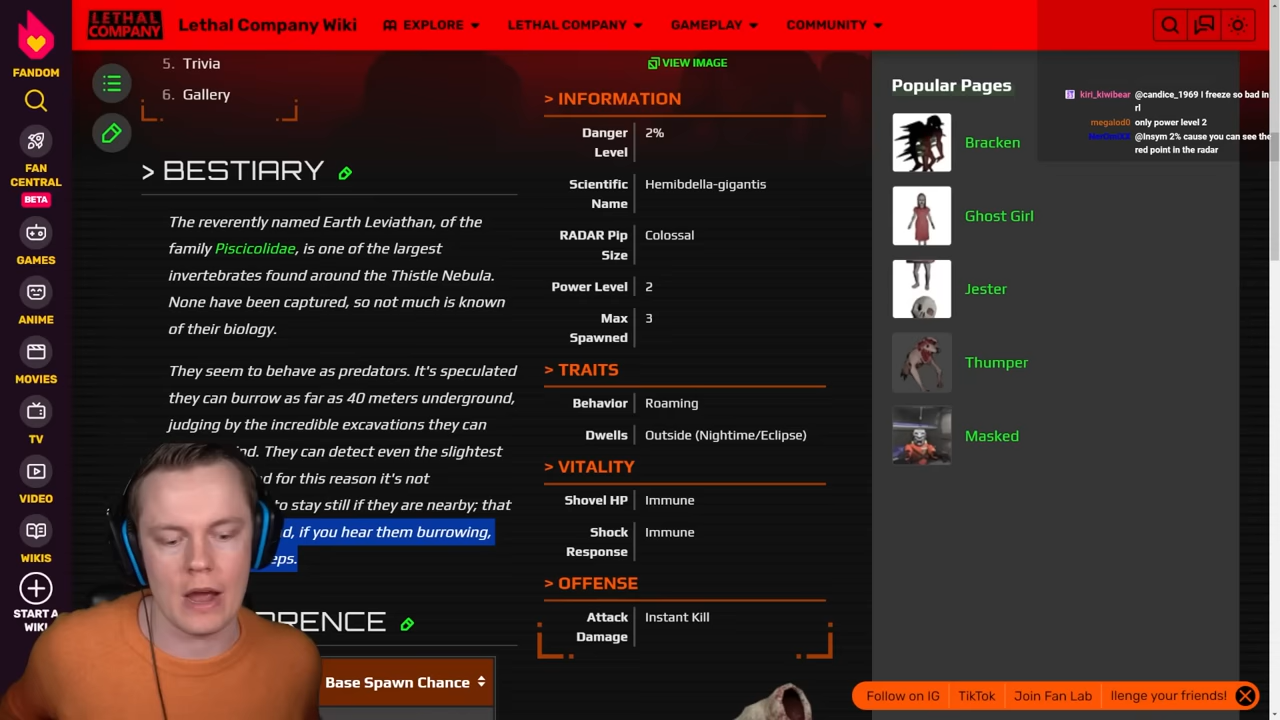 FANDOM
FAN CENTRAL
BETA
GAMES
ANIME
MOVIES
TV
VIDEO
WIKIS
START A
WIKI
LETHAL COMPANY
Lethal Company Wiki
EXPLORE
LETHAL COMPANY
GAMEPLAY
COMMUNITY
5. Trivia
6. Gallery
> BESTIARY
The reverently named Earth Leviathan, of the
family Piscicolidae, is one of the largest
invertebrates found around the Thistle Nebula.
None have been captured, so not much is known
of their biology.
They seem to behave as predators. It's speculated
they can burrow as far as 40 meters underground,
judging by the incredible excavations they can
They can detect even the slightest
for this reason it's not
to stay still if they are nearby; that
if you hear them burrowing,
Base Spawn Chance
VIEW IMAGE
> INFORMATION
Danger Level 2%
Scientific Name Hemibdella-gigantis
RADAR Pip Size Colossal
Power Level 2
Max Spawned 3
> TRAITS
Behavior Roaming
Dwells Outside (Nightime/Eclipse)
> VITALITY
Shovel HP Immune
Shock Response Immune
> OFFENSE
Attack Damage Instant Kill
Popular Pages
Bracken
Ghost Girl
Jester
Thumper
Masked
kiri_kiwibear @candice_1969 I freeze so bad in
rl
megalod0 only power level 2
@Insym 2% cause you can see the
red point in the radar
Follow on IG
TikTok
Join Fan Lab
llenge your friends!